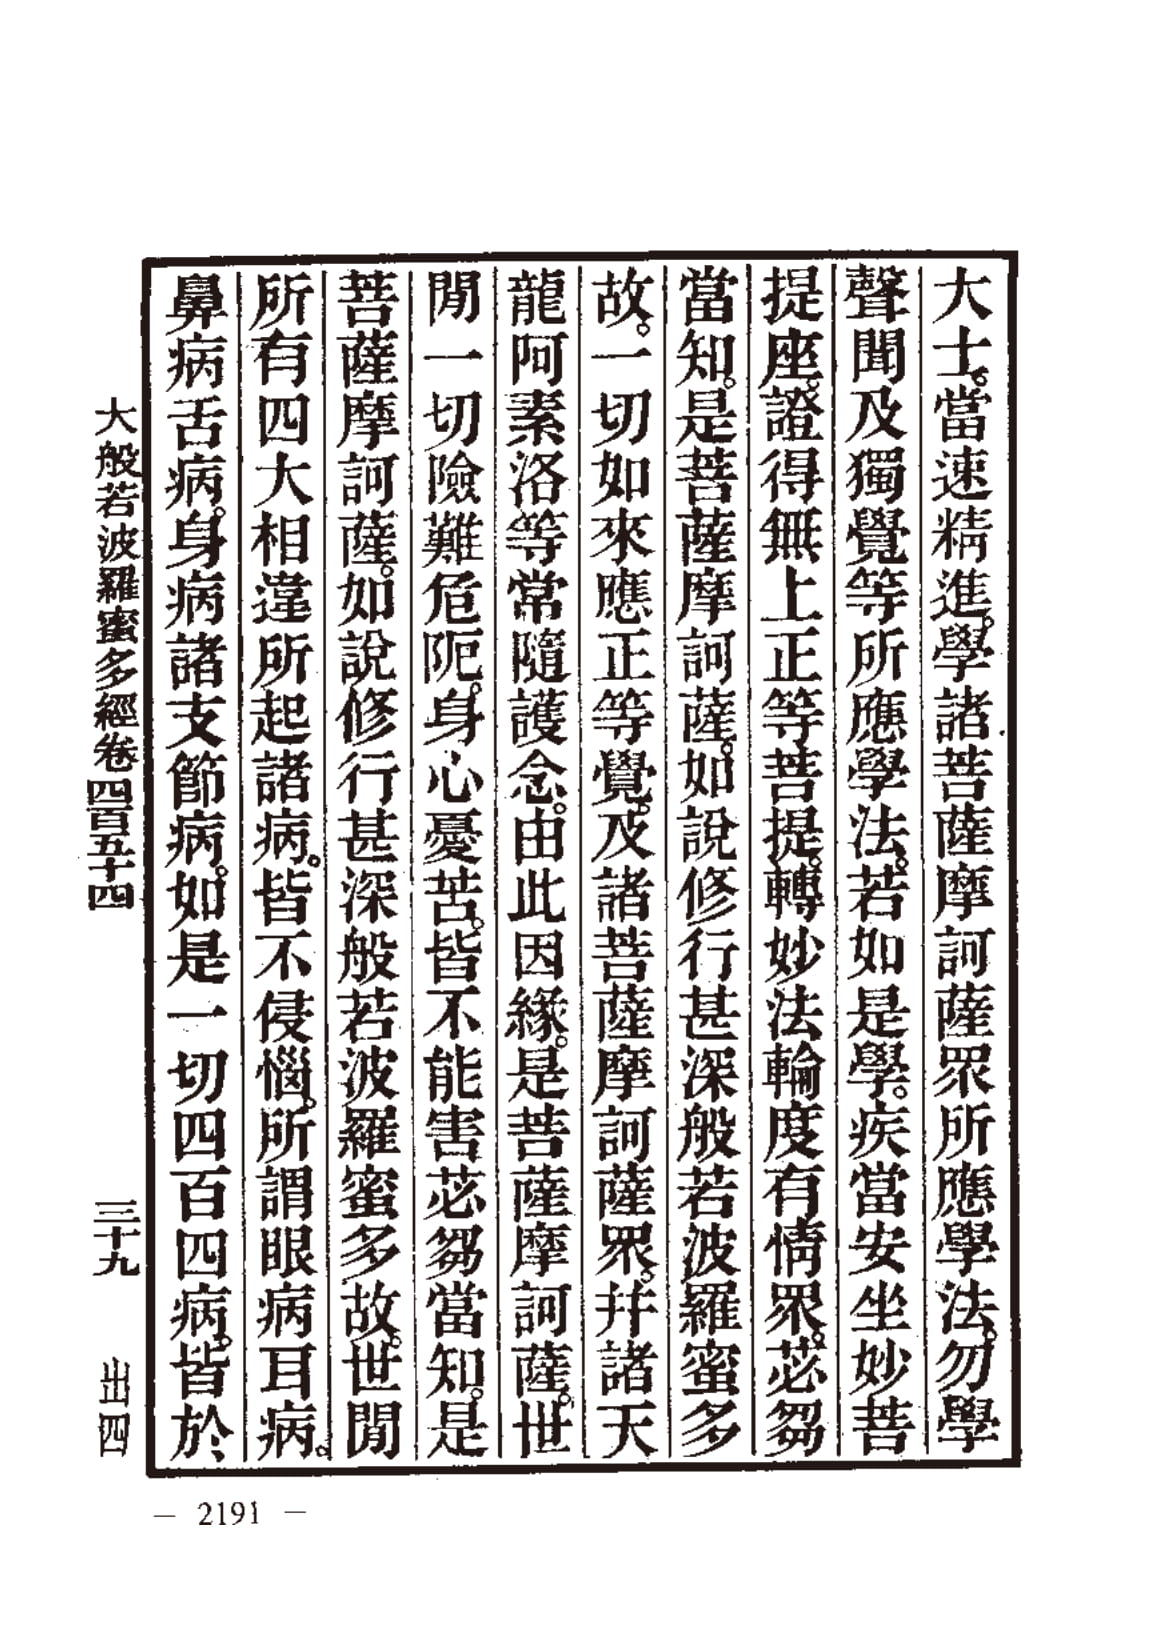 大士。當速精進。學諸菩薩摩訶薩眾所應學法。勿學
聲聞及獨覺等所應學法。若如是學。疾當安坐妙菩
提座。證得無上正等菩提。轉妙法輪度有情眾。苾芻
當知。是菩薩摩訶薩。如說修行甚深般若波羅蜜多
故。一切如來應正等覺。及諸菩薩摩訶薩眾。并諸天
龍阿素洛等常隨護念。由此因緣。是菩薩摩訶薩。世
間一切險難危阨。身心憂苦。皆不能害苾芻當知。是
菩薩摩訶薩。如說修行甚深般若波羅蜜多故。世間
所有四大相違所起諸病。皆不侵惱。所謂眼病耳病。
鼻病舌病。身病諸支節病。如是一切四百四病。皆於
大般若波羅蜜多經卷四百五十四 三十九 出四
— 2191 —